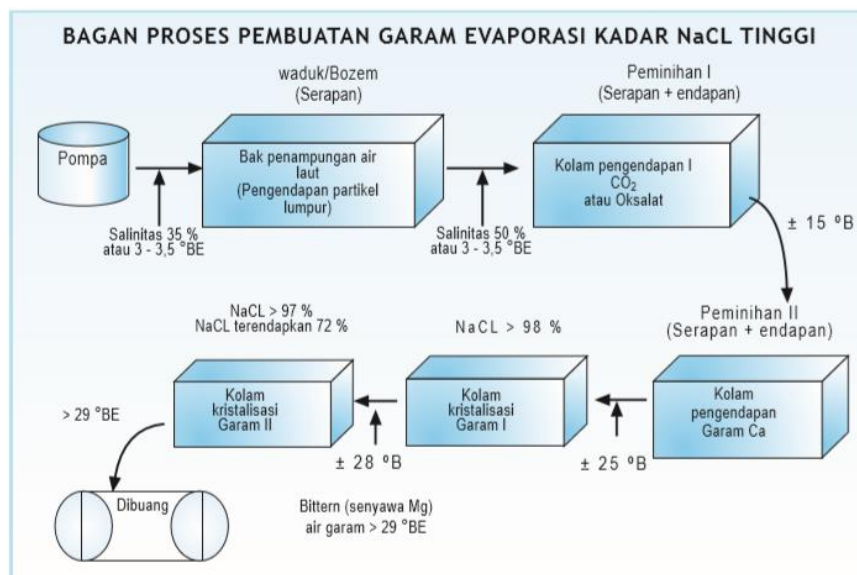 BAGAN PROSES PEMBUATAN GARAM EVAPORASI KADAR NaCL TINGGI
waduk/Bozem
(Serapan)
Peminihan I
(Serapan + endapan)
Pompa
Bak penampungan air
laut
(Pengendapan partikel
lumpur)
Kolam pengendapan I
CO₂
atau Oksalat
Salinitas 35 %
atau 3 - 3,5 °BE
Salinitas 50 %
atau 3 - 3,5 °BE
± 15 ºB
Peminihan II
(Serapan + endapan)
NaCL > 97 %
NaCL terendapkan 72 %
NaCL > 98 %
Kolam
kristalisasi
Garam II
Kolam
kristalisasi
Garam I
Kolam
pengendapan
Garam Ca
> 29 °BE
± 28 ºB
± 25 ºB
Dibuang
Bittern (senyawa Mg)
air garam > 29 °BE